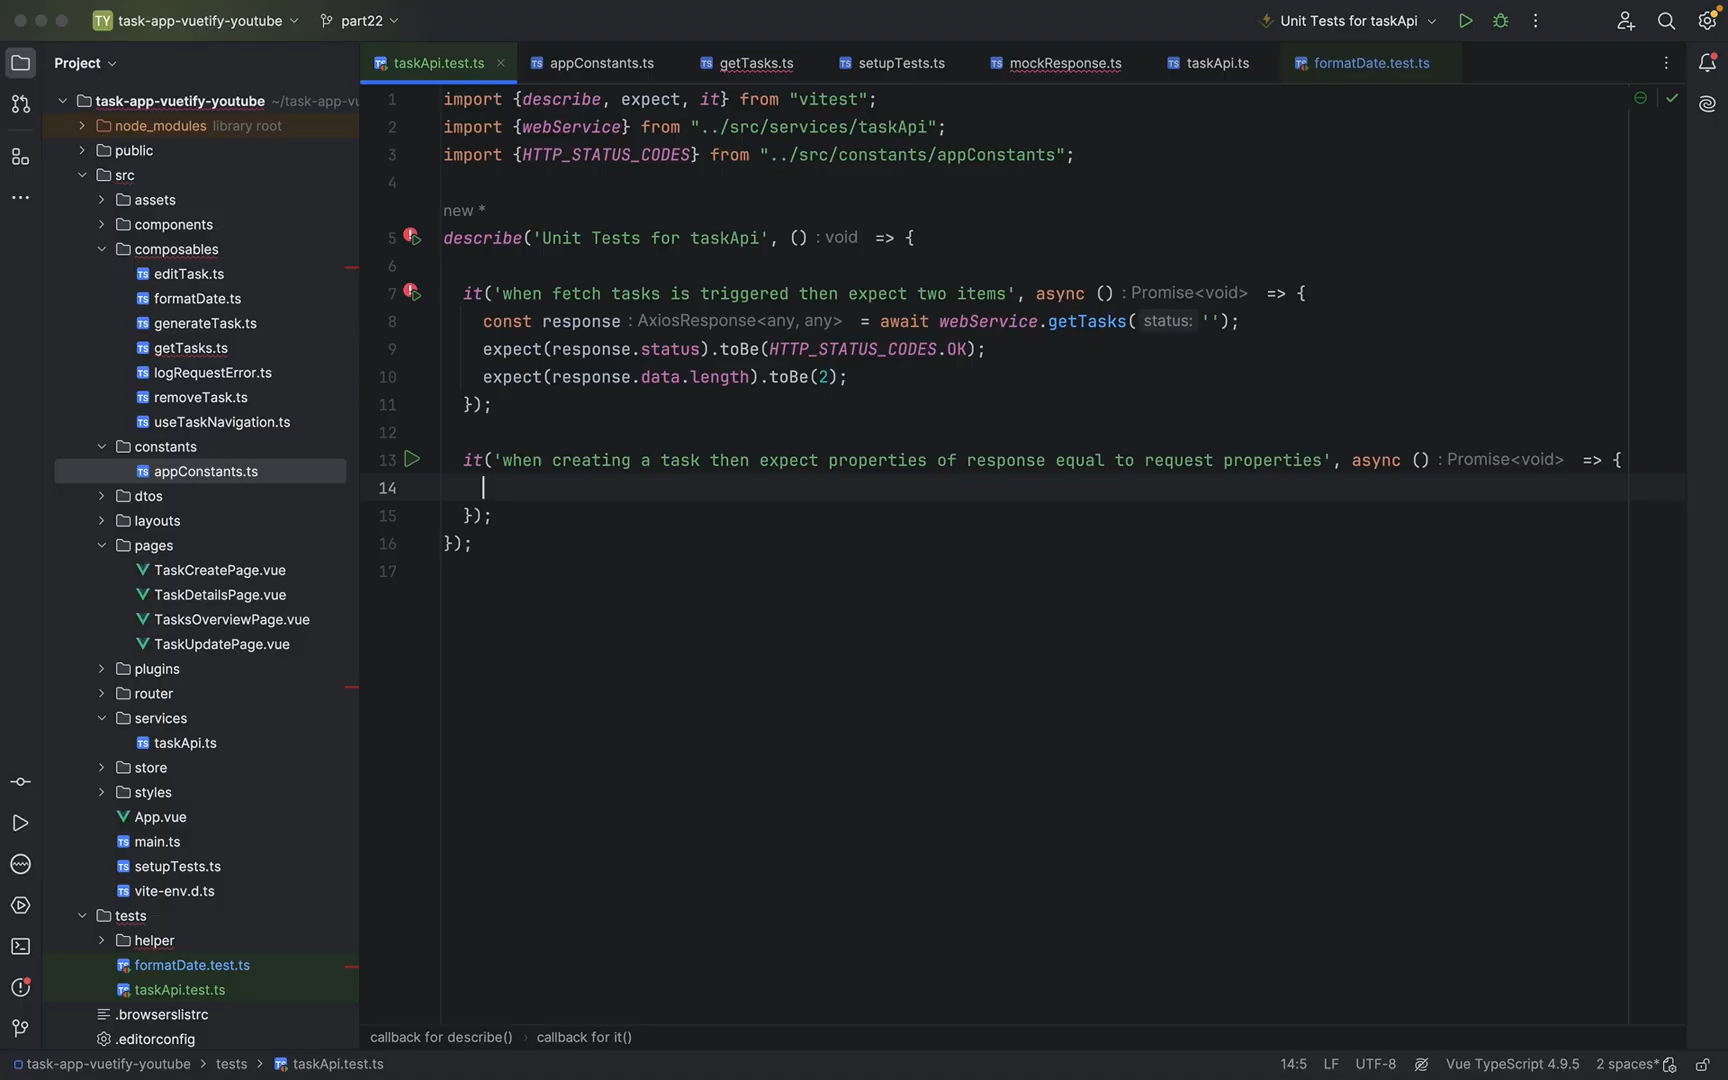 TY task-app-vuetify-youtube part22 Unit Tests for taskApi
Project
taskApi.test.ts appConstants.ts getTasks.ts setupTests.ts mockResponse.ts taskApi.ts formatDate.test.ts
task-app-vuetify-youtube ~/task-app-vu
node_modules library root
public
src
assets
components
composables
editTask.ts
formatDate.ts
generateTask.ts
getTasks.ts
logRequestError.ts
removeTask.ts
useTaskNavigation.ts
constants
appConstants.ts
dtos
layouts
pages
TaskCreatePage.vue
TaskDetailsPage.vue
TasksOverviewPage.vue
TaskUpdatePage.vue
plugins
router
services
taskApi.ts
store
styles
App.vue
main.ts
setupTests.ts
vite-env.d.ts
tests
helper
formatDate.test.ts
taskApi.test.ts
.browserslistrc
.editorconfig
1 import {describe, expect, it} from "vitest";
2 import {webService} from "../src/services/taskApi";
3 import {HTTP_STATUS_CODES} from "../src/constants/appConstants";
4
new *
5 describe('Unit Tests for taskApi', () : void => {
6
7 it('when fetch tasks is triggered then expect two items', async () : Promise<void> => {
8 const response : AxiosResponse<any, any> = await webService.getTasks( status: '');
9 expect(response.status).toBe(HTTP_STATUS_CODES.OK);
10 expect(response.data.length).toBe(2);
11 });
12
13 it('when creating a task then expect properties of response equal to request properties', async () : Promise<void> => {
14
15 });
16 });
17
callback for describe() › callback for it()
task-app-vuetify-youtube > tests > taskApi.test.ts 14:5 LF UTF-8 Vue TypeScript 4.9.5 2 spaces*